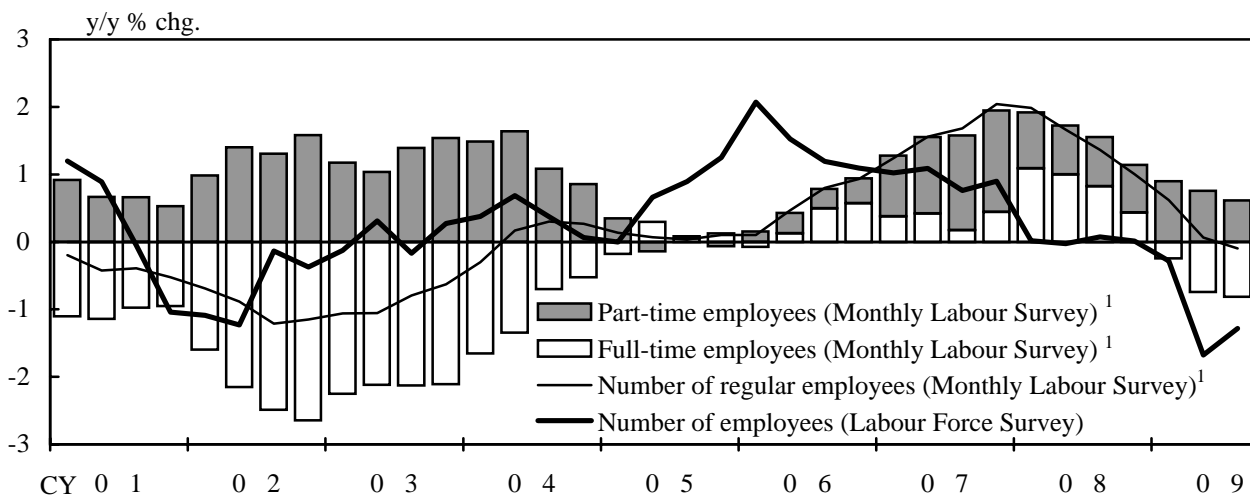 y/y % chg.
3
2
1
0
-1
-2
-3
Part-time employees (Monthly Labour Survey) 1
Full-time employees (Monthly Labour Survey) 1
Number of regular employees (Monthly Labour Survey)1
Number of employees (Labour Force Survey)
CY 0 1 0 2 0 3 0 4 0 5 0 6 0 7 0 8 0 9